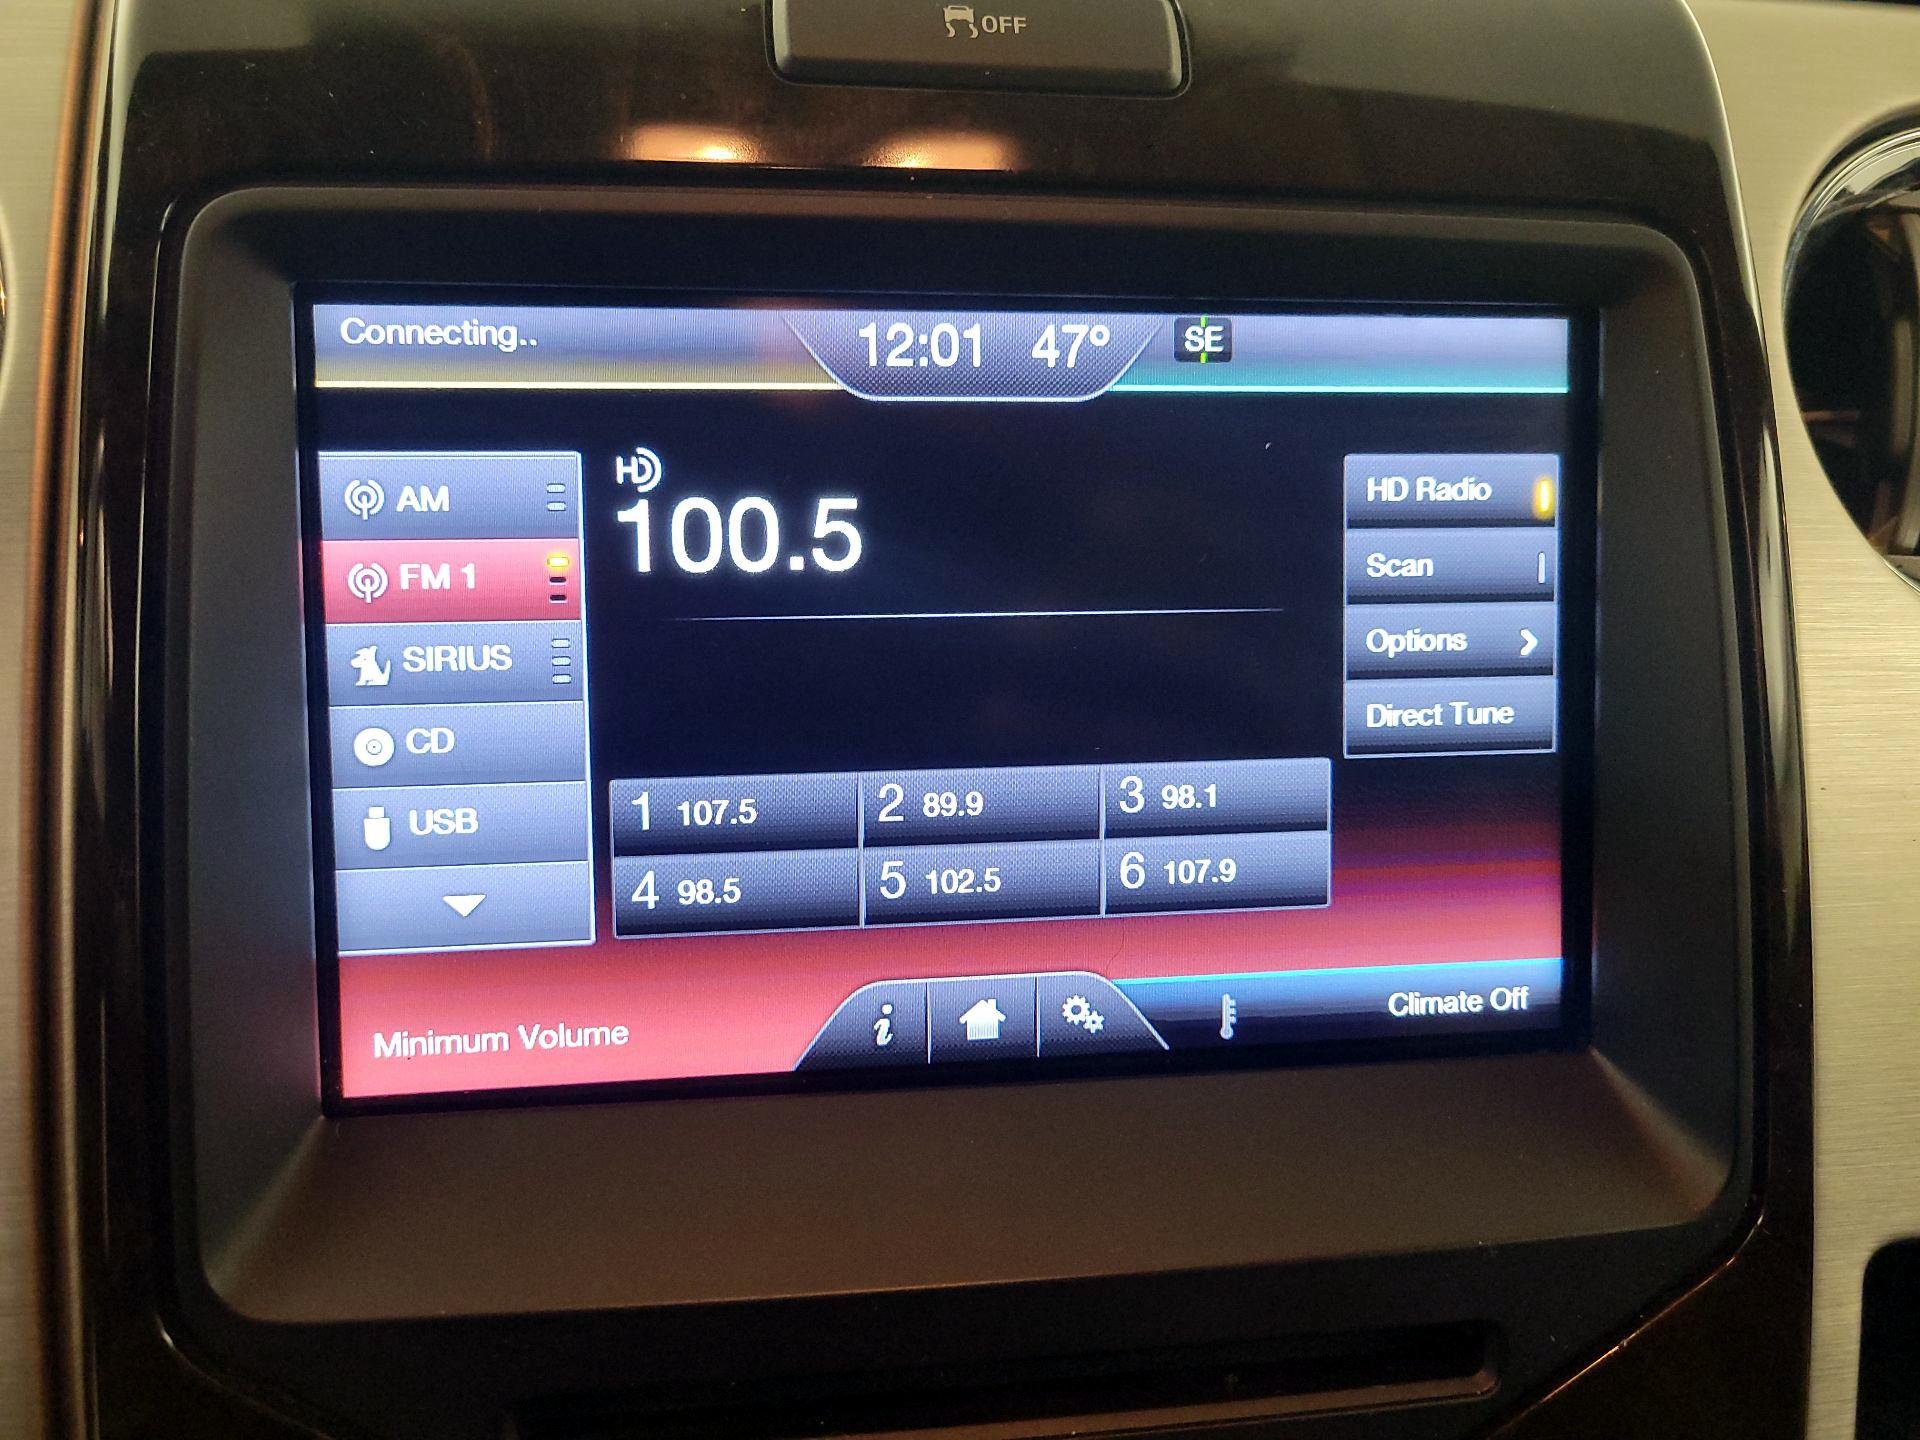 OFF
Connecting..
12:01 47° SE
AM
FM 1
SIRIUS
CD
USB
HD
100.5
HD Radio
Scan
Options
Direct Tune
1 107.5 2 89.9 3 98.1
4 98.5 5 102.5 6 107.9
Minimum Volume
i
Climate Off